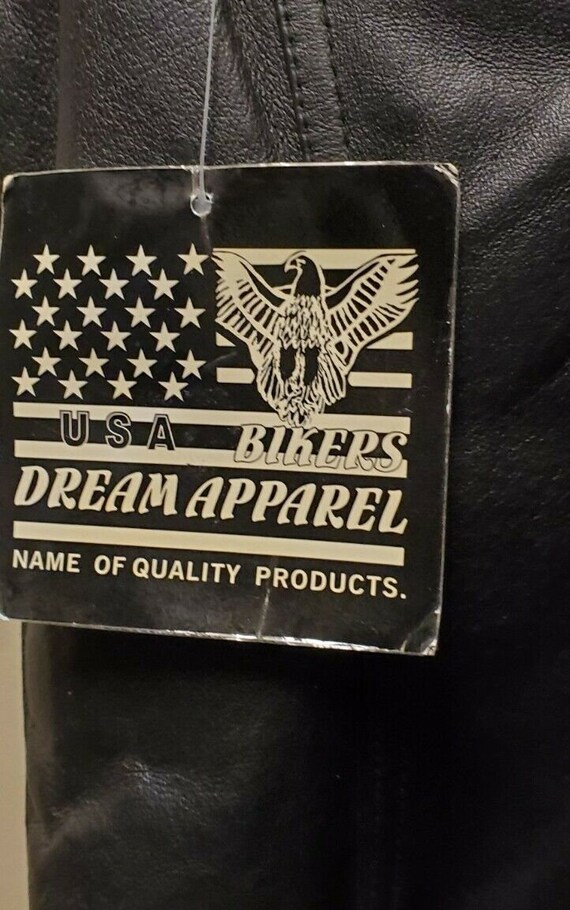 USA BIKERS
DREAM APPAREL
NAME OF QUALITY PRODUCTS.